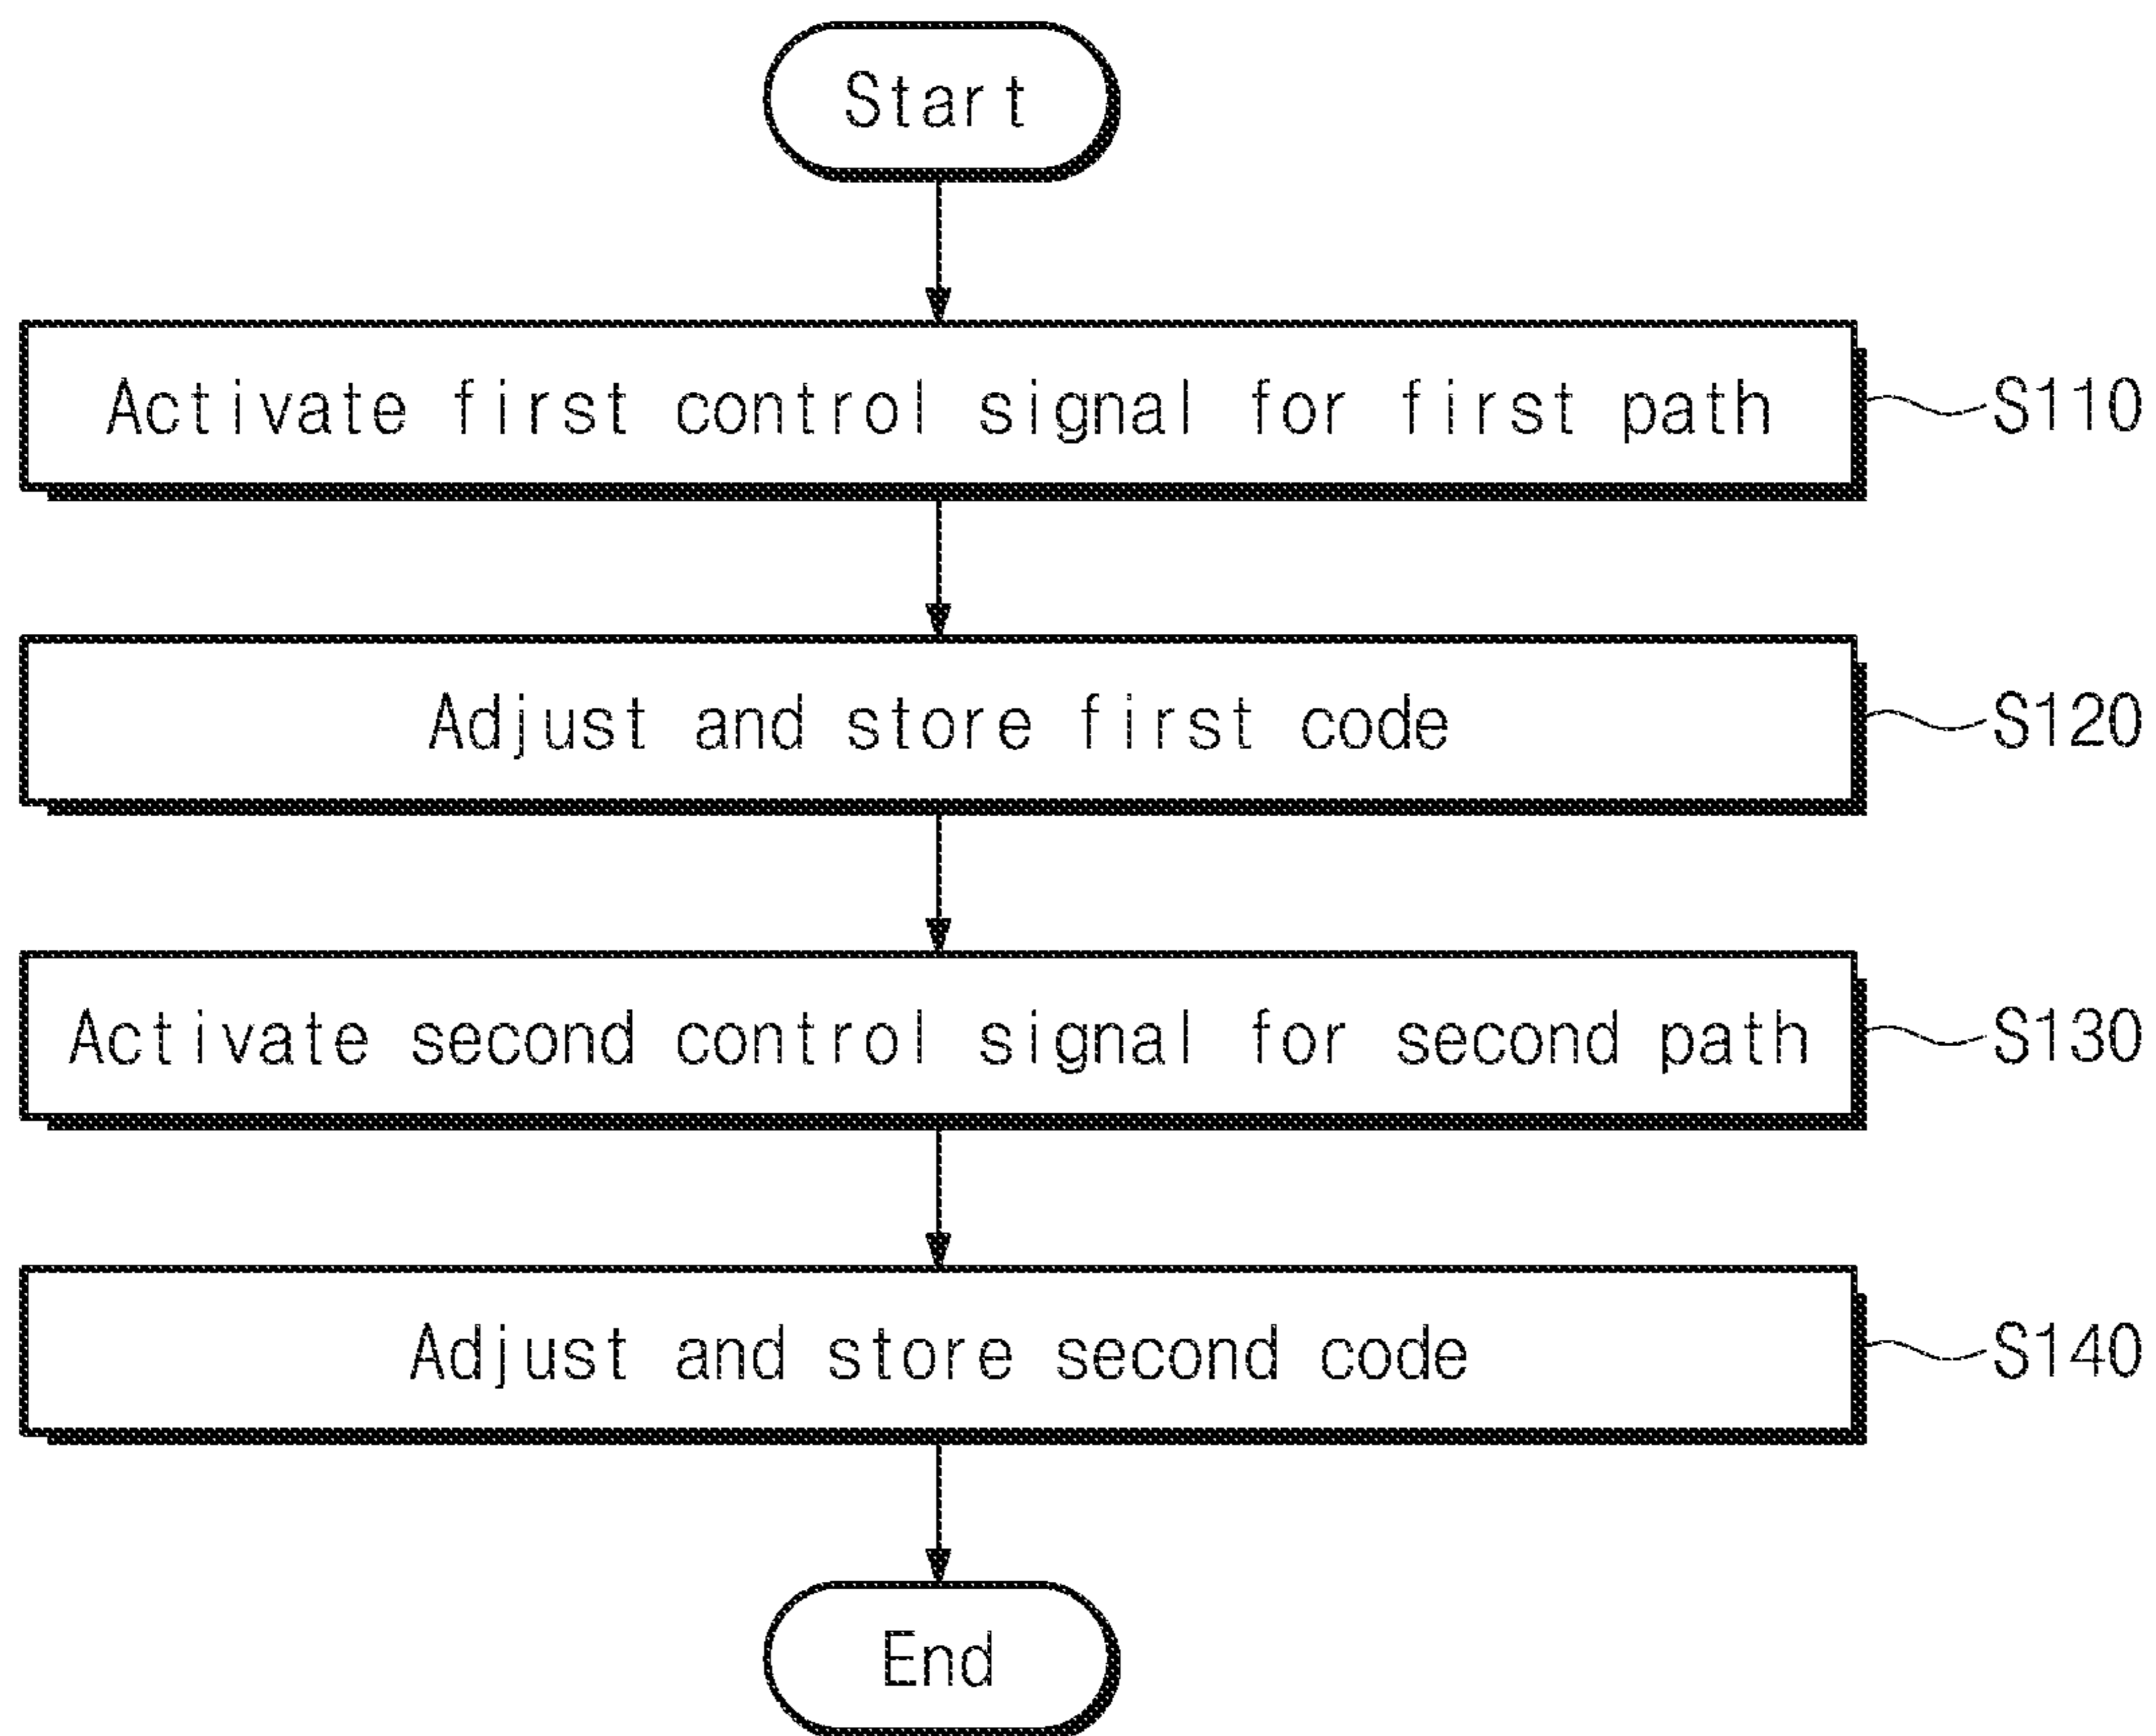 Start
Activate first control signal for first path
S110
Adjust and store first code
S120
Activate second control signal for second path
S130
Adjust and store second code
S140
End